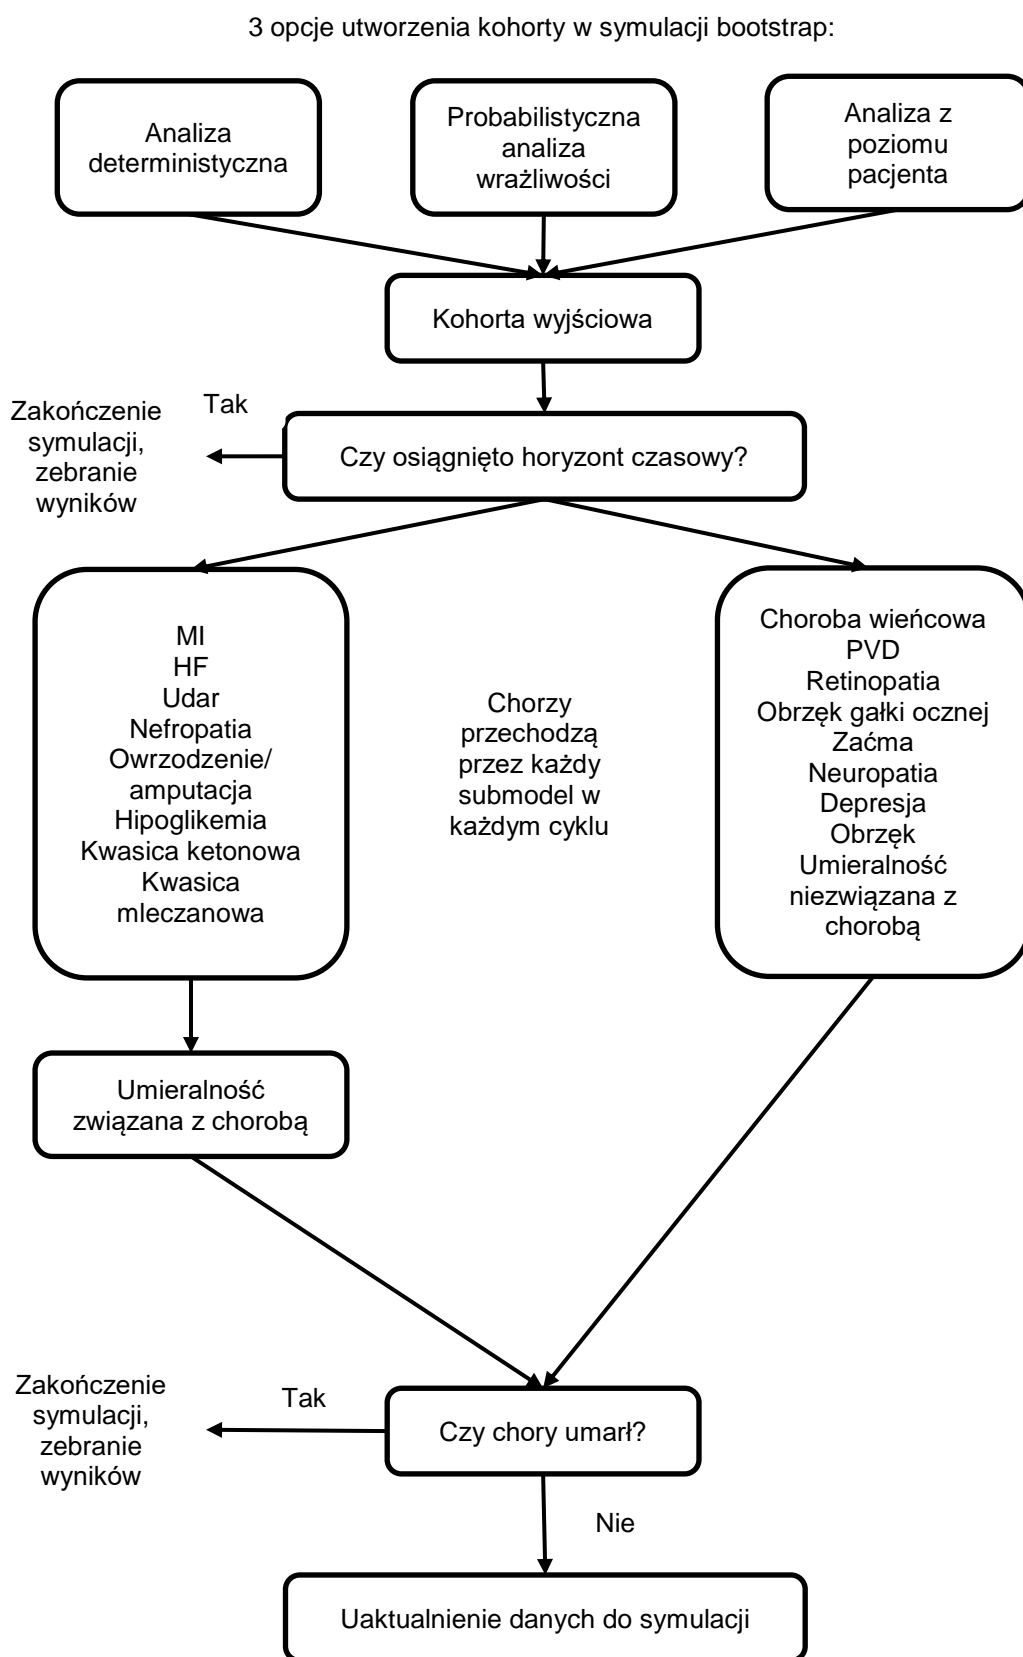 3 opcje utworzenia kohorty w symulacji bootstrap:
Analiza
deterministyczna
Probabilistyczna
analiza
wrażliwości
Analiza z
poziomu
pacjenta
Kohorta wyjściowa
Tak
Zakończenie
symulacji,
zebranie
wyników
Czy osiągnięto horyzont czasowy?
MI
HF
Udar
Nefropatia
Owrzodzenie/
amputacja
Hipoglikemia
Kwasica ketonowa
Kwasica
mleczanowa
Chorzy
przechodzą
przez każdy
submodel w
każdym cyklu
Choroba wieńcowa
PVD
Retinopatia
Obrzęk gałki ocznej
Zaćma
Neuropatia
Depresja
Obrzęk
Umieralność
niezwiązana z
chorobą
Umieralność
związana z chorobą
Zakończenie
symulacji,
zebranie
wyników
Tak
Czy chory umarł?
Nie
Uaktualnienie danych do symulacji